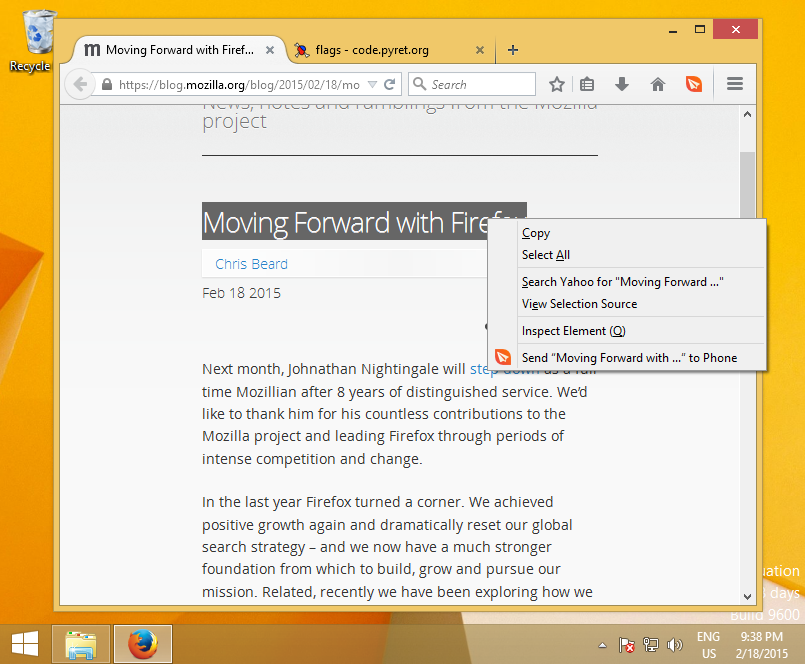 Recycle
Moving Forward with Firef...
flags - code.pyret.org
https://blog.mozilla.org/blog/2015/02/18/mo
Search
News, notes and ramblings from the Mozilla
project
Moving Forward with Firefox
Chris Beard
Feb 18 2015
Copy
Select All
Search Yahoo for "Moving Forward ..."
View Selection Source
Inspect Element (Q)
Send "Moving Forward with ..." to Phone
Next month, Johnathan Nightingale will step down as a full
time Mozillian after 8 years of distinguished service. We'd
like to thank him for his countless contributions to the
Mozilla project and leading Firefox through periods of
intense competition and change.
In the last year Firefox turned a corner. We achieved
positive growth again and dramatically reset our global
search strategy – and we now have a much stronger
foundation from which to build, grow and pursue our
mission. Related, recently we have been exploring how we
uation
days
Build 9600
ENG
US
9:38 PM
2/18/2015